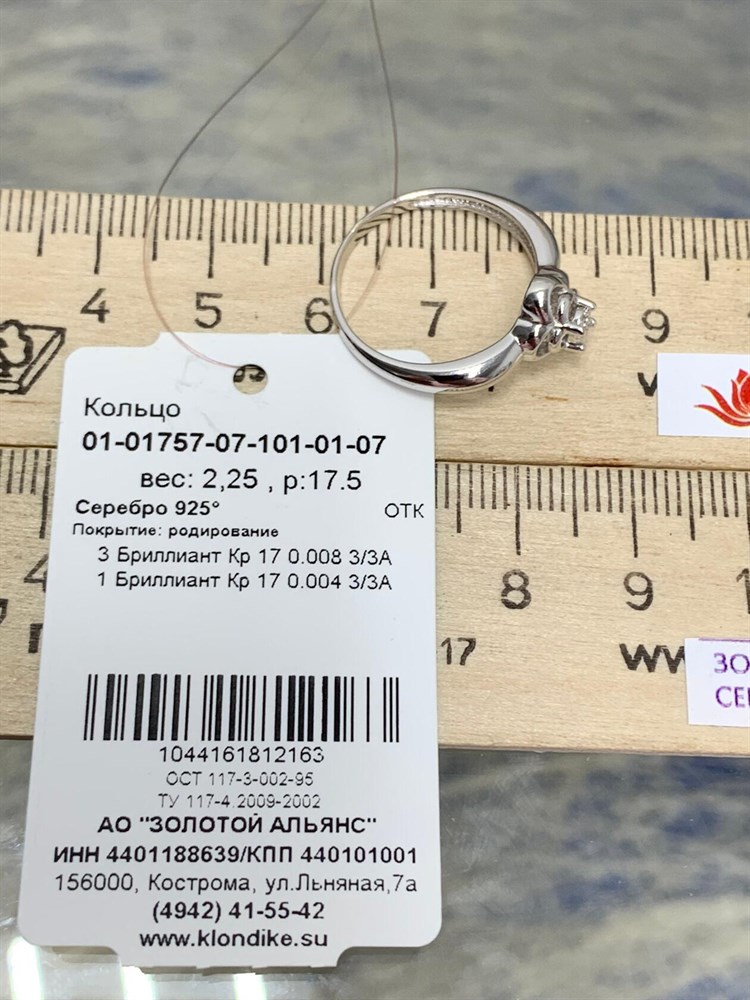 4 5 6 7 9
Кольцо
01-01757-07-101-01-07
вес: 2,25 , р:17.5
Серебро 925°
ОТК
Покрытие: родирование
3 Бриллиант Кр 17 0.008 3/3А
1 Бриллиант Кр 17 0.004 3/3А
4 8 9
17
ЗО
СЕ
1044161812163
ОСТ 117-3-002-95
ТУ 117-4.2009-2002
АО "ЗОЛОТОЙ АЛЬЯНС"
ИНН 4401188639/КПП 440101001
156000, Кострома, ул.Льняная,7а
(4942) 41-55-42
www.klondike.su